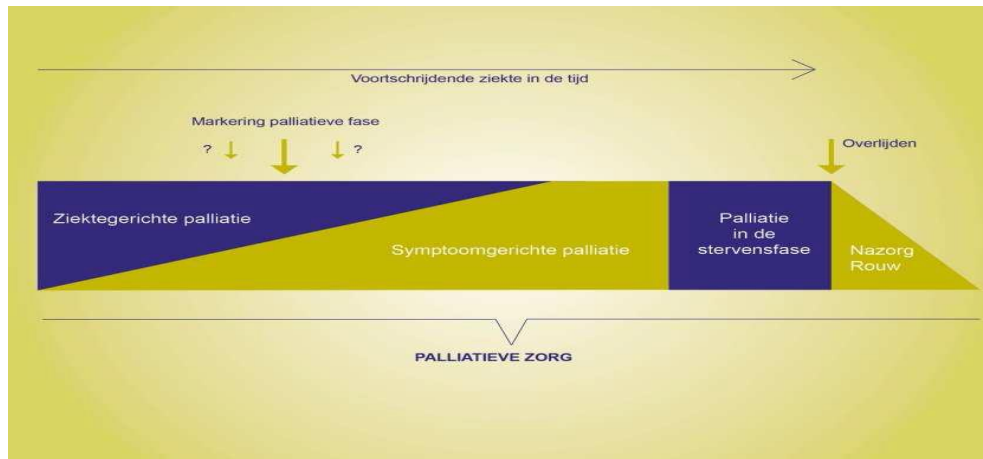 Voortschrijdende ziekte in de tijd
Markering palliatieve fase
? ?
Overlijden
Ziektegerichte palliatie
Symptoomgerichte palliatie
Palliatie
in de
stervensfase
Nazorg
Rouw
PALLIATIEVE ZORG